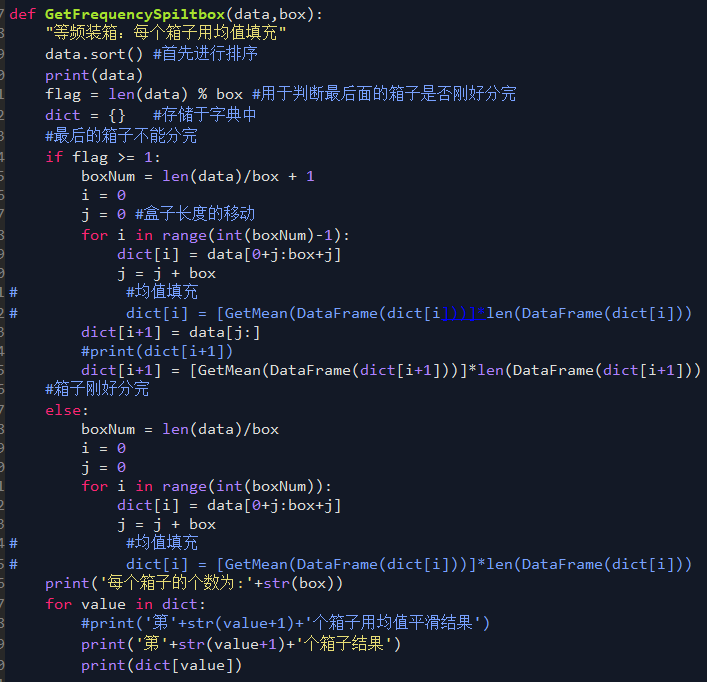 def GetFrequencySpiltbox(data,box):
    "等频装箱: 每个箱子用均值填充"
    data.sort() #首先进行排序
    print(data)
    flag = len(data) % box #用于判断最后面的箱子是否刚好分完
    dict = {}   #存储于字典中
    #最后的箱子不能分完
    if flag >= 1:
        boxNum = len(data)/box + 1
        i = 0
        j = 0 #盒子长度的移动
        for i in range(int(boxNum)-1):
            dict[i] = data[0+j:box+j]
            j = j + box
#            #均值填充
#            dict[i] = [GetMean(DataFrame(dict[i]))]*len(DataFrame(dict[i]))
        dict[i+1] = data[j:]
        #print(dict[i+1])
        dict[i+1] = [GetMean(DataFrame(dict[i+1]))]*len(DataFrame(dict[i+1]))
    #箱子刚好分完
    else:
        boxNum = len(data)/box
        i = 0
        j = 0
        for i in range(int(boxNum)):
            dict[i] = data[0+j:box+j]
            j = j + box
#            #均值填充
#            dict[i] = [GetMean(DataFrame(dict[i]))]*len(DataFrame(dict[i]))
    print('每个箱子的个数为:'+str(box))
    for value in dict:
        #print('第'+str(value+1)+'个箱子用均值平滑结果')
        print('第'+str(value+1)+'个箱子结果')
        print(dict[value])